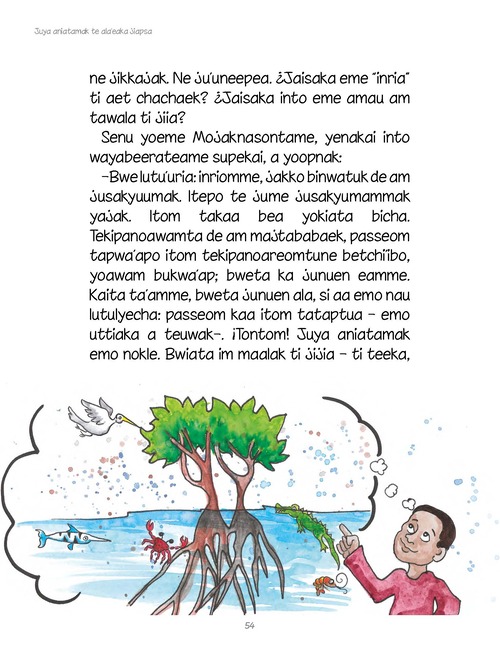 Juya aniatamak te ala'eaka jiapsa
ne jikkajak. Ne ju'uneepea. ¿Jaisaka eme "inria"
ti aet chachaek? ¿Jaisaka into eme amau am
tawala ti jiia?
Senu yoeme Mojaknasontame, yenakai into
wayabeerateame supekai, a yoopnak:
–Bwe lutu'uria: inriomme, jakko binwatuk de am
jusakyuumak. Itepo te jume jusakyumammak
yajak. Itom takaa bea yokiata bicha.
Tekipanoawamta de am majtababaek, passeom
tapwa'apo itom tekipanoareomtune betchi'ibo,
yoawam bukwa'ap; bweta ka junuen eamme.
Kaita ta'amme, bweta junuen ala, si aa emo nau
lutulyecha: passeom kaa itom tataptua – emo
uttiaka a teuwak–. ¡Tontom! Juya aniatamak
emo nokle. Bwiata im maalak ti jijia – ti teeka,
54